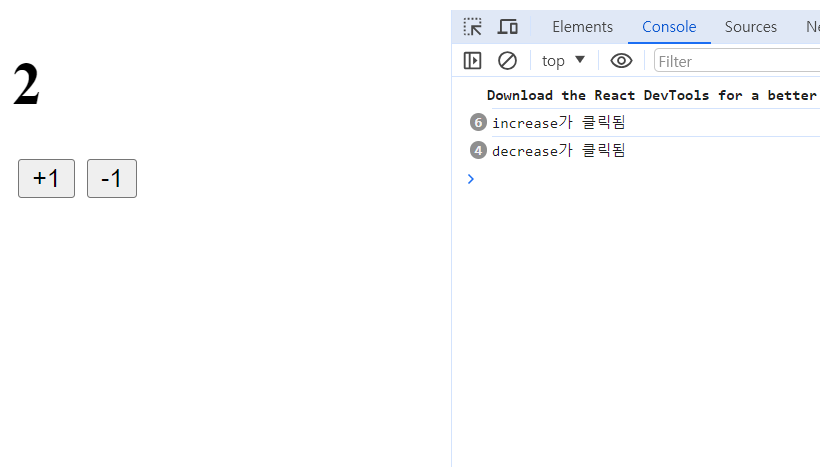 2
+1 -1
Elements Console Sources Ne
top Filter
Download the React DevTools for a better
6 increase가 클릭됨
4 decrease가 클릭됨